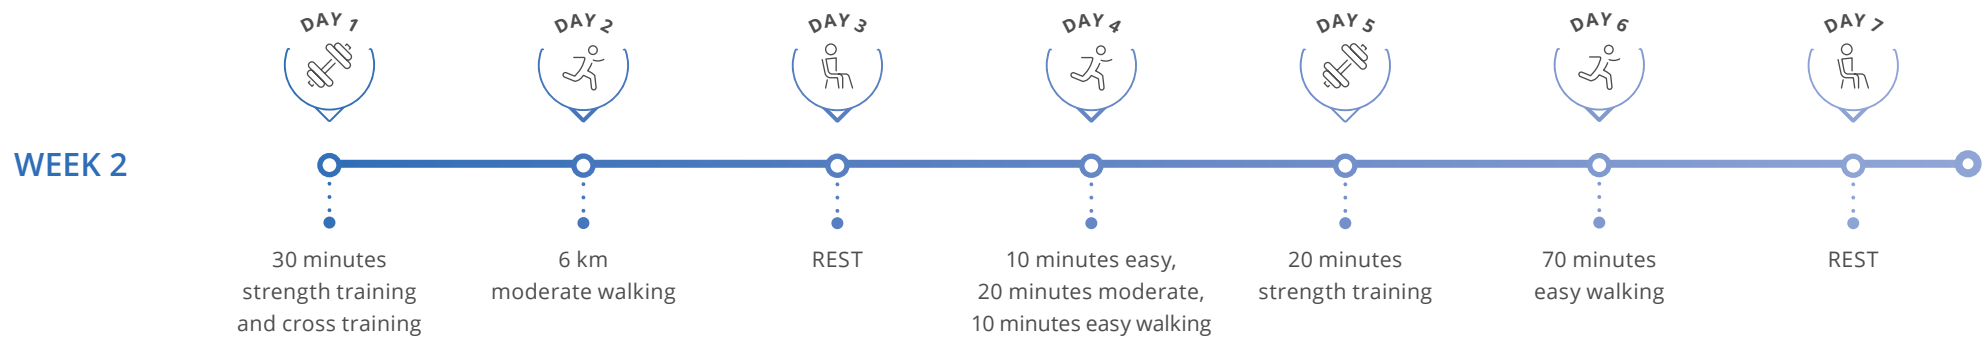 DAY 1
DAY 2
DAY 3
DAY 4
DAY 5
DAY 6
DAY 7
WEEK 2
30 minutes
strength training
and cross training
6 km
moderate walking
REST
10 minutes easy,
20 minutes moderate,
10 minutes easy walking
20 minutes
strength training
70 minutes
easy walking
REST